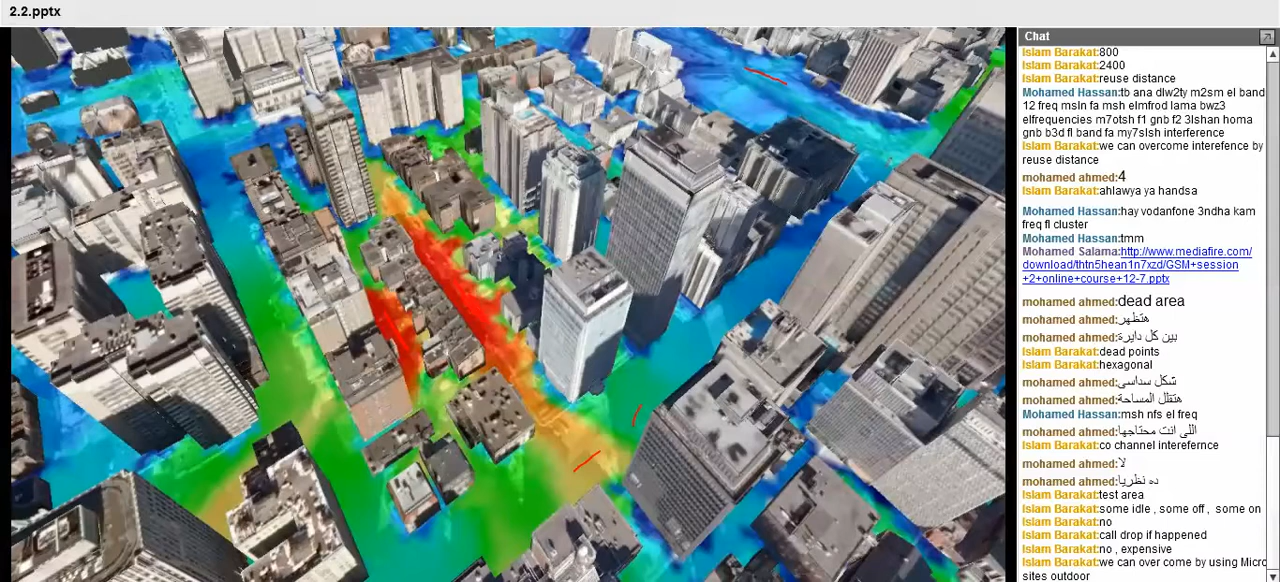 2.2.pptx
Chat
Islam Barakat:800
Islam Barakat:2400
Islam Barakat:reuse distance
Mohamed Hassan:tb ana dlw2ty m2sm el band
12 freq msln fa msh elmfrod lama bwz3
elfrequencies m7otsh f1 gnb f2 3lshan homa
gnb b3d fl band fa my7slsh interference
Islam Barakat:we can overcome interefence by
reuse distance
mohamed ahmed:4
Islam Barakat:ahlawya ya handsa
Mohamed Hassan:hay vodanfone 3ndha kam
freq fl cluster
Mohamed Hassan:tmm
Mohamed Salama:http://www.mediafire.com/
download/thtn5hean1n7xzd/GSM+session
+2+online+course+12-7.pptx
mohamed ahmed:dead area
mohamed ahmed:هتظهر
mohamed ahmed:بين كل دايرة
Islam Barakat:dead points
Islam Barakat:hexagonal
mohamed ahmed:شكل سداسى
mohamed ahmed:هتقلل المساحة
Mohamed Hassan:msh nfs el freq
mohamed ahmed:اللى انت محتاجها
Islam Barakat:co channel interefernce
mohamed ahmed:لا
mohamed ahmed:ده نظريا
Islam Barakat:test area
Islam Barakat:some idle , some off , some on
Islam Barakat:no
Islam Barakat:call drop if happened
Islam Barakat:no , expensive
Islam Barakat:we can over come by using Micro
sites outdoor